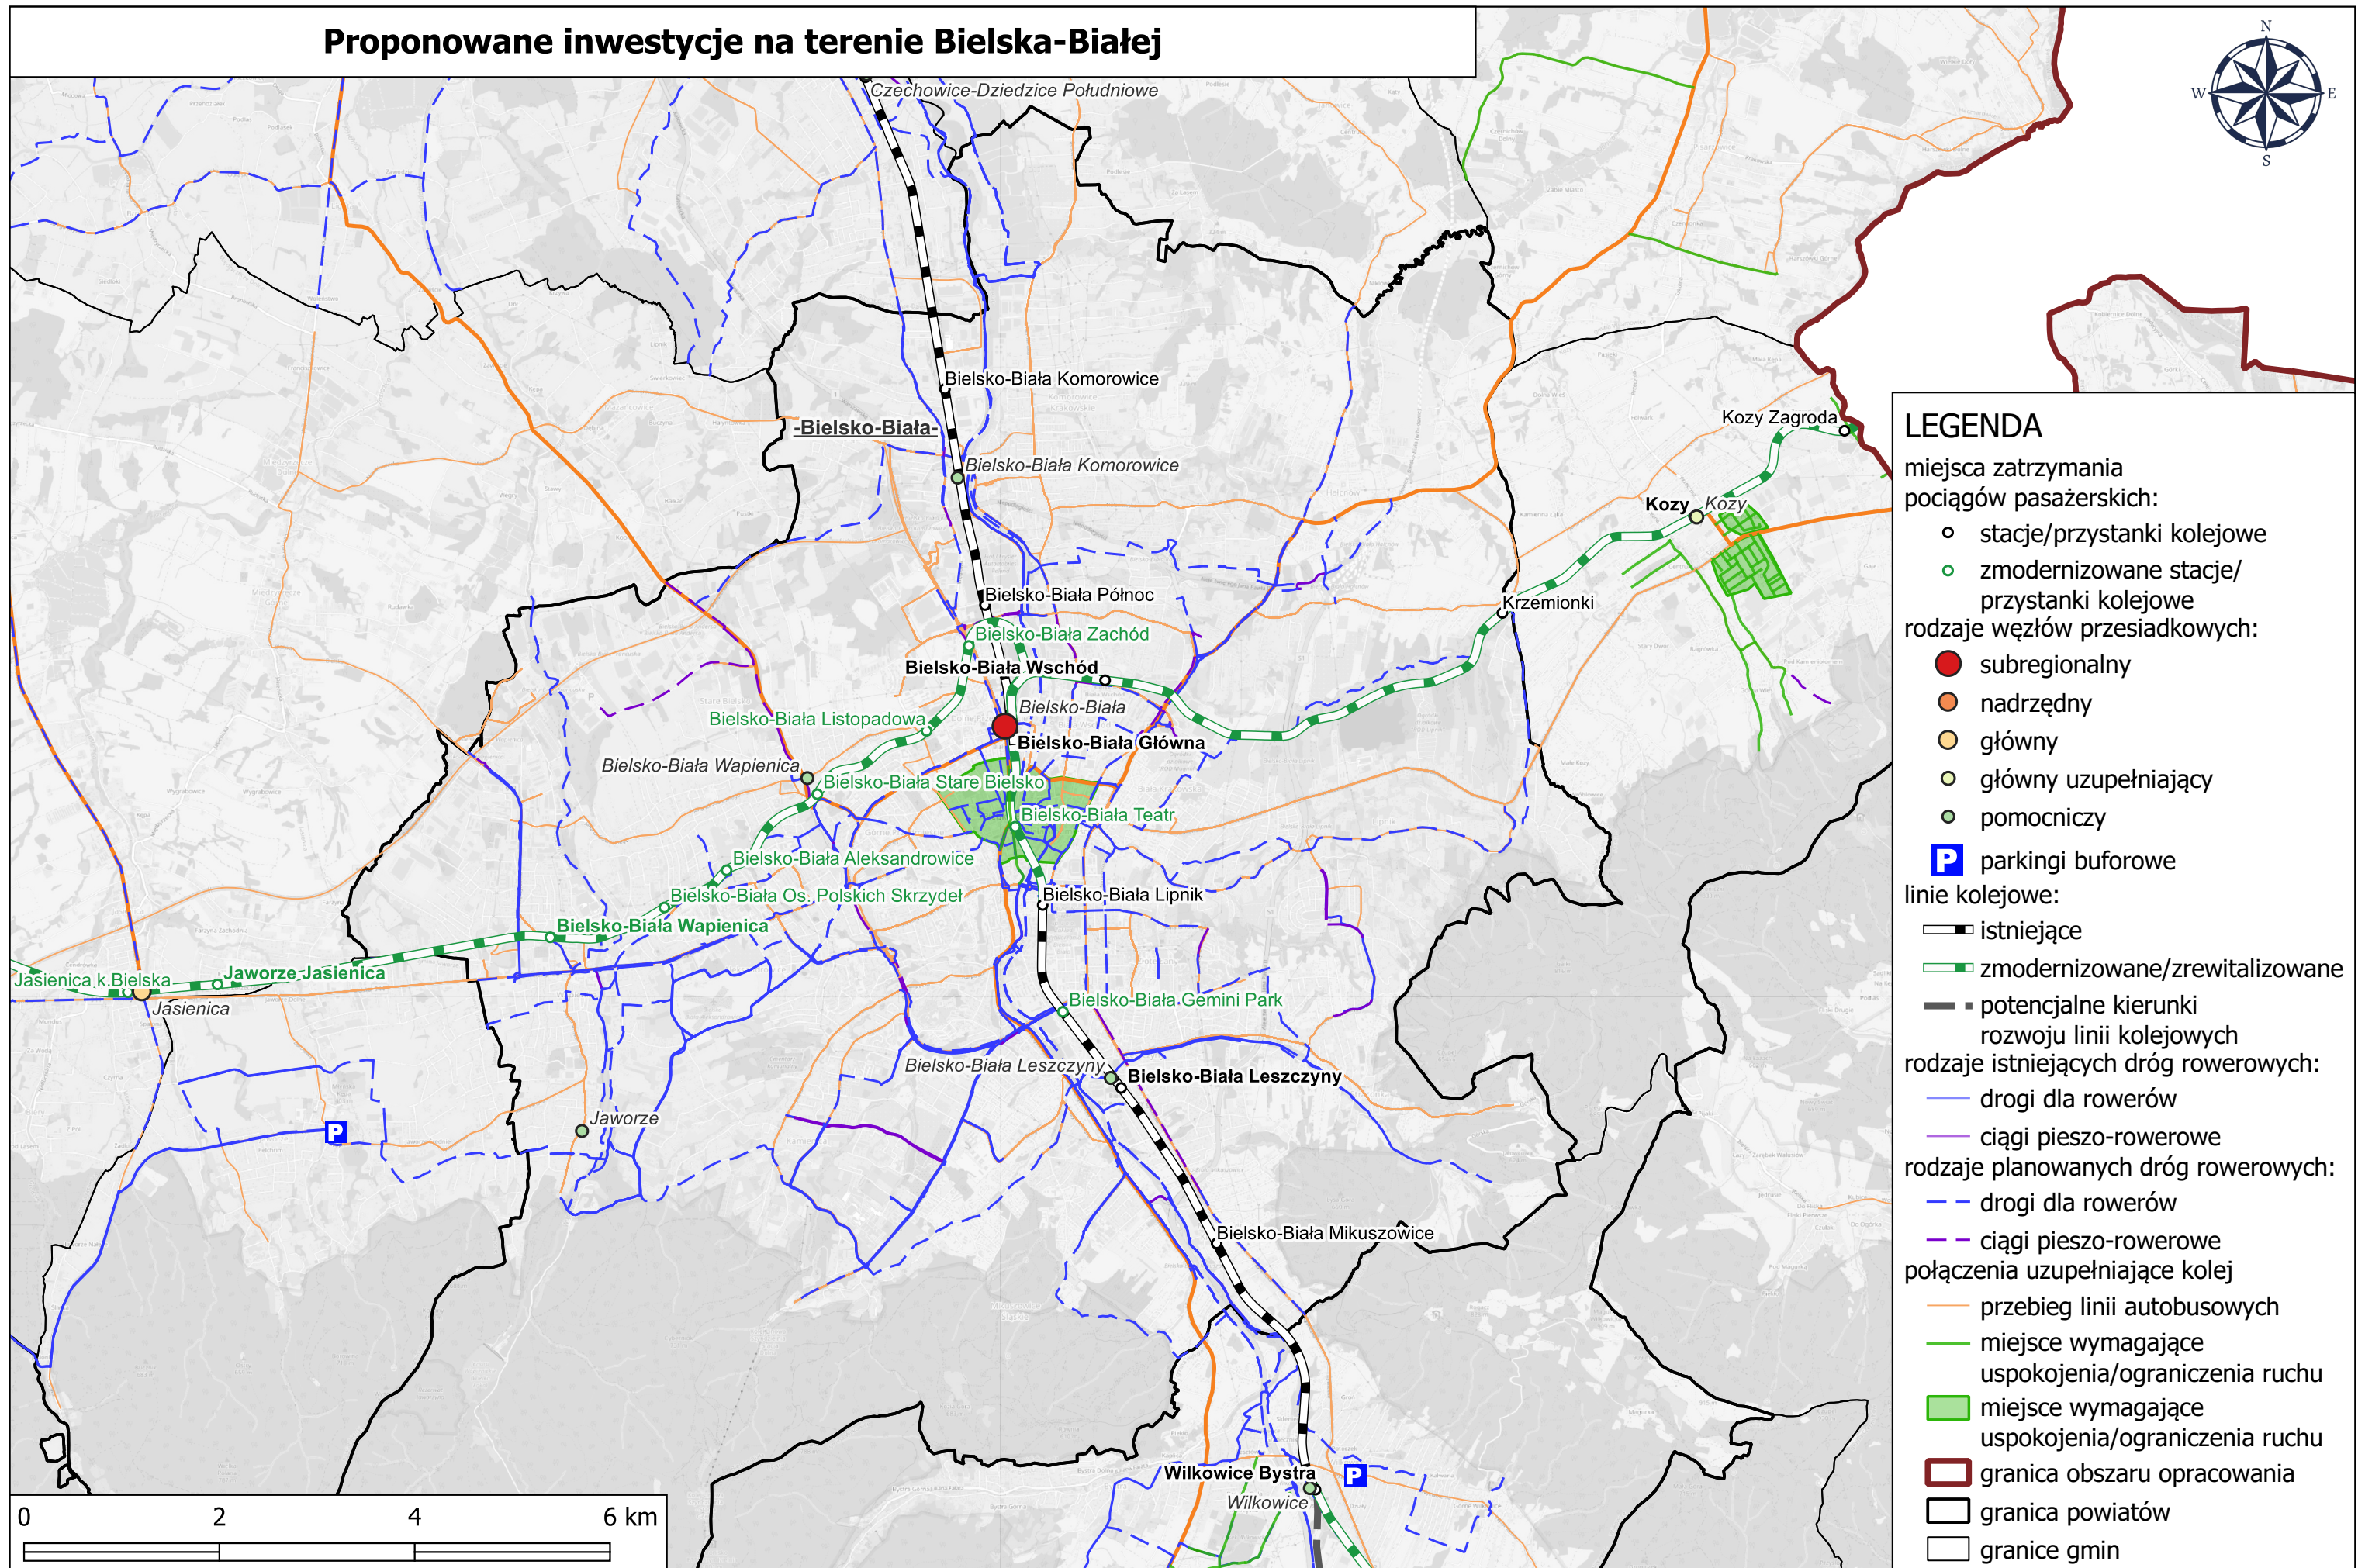 Proponowane inwestycje na terenie Bielska-Białej
N
W
E
S
Czechowice-Dziedzice Południowe
Bielsko-Biała Komorowice
-Bielsko-Biała-
Kozy Zagroda
Bielsko-Biała Komorowice
Kozy
Kozy
Bielsko-Biała Północ
Krzemionki
Bielsko-Biała Zachód
Bielsko-Biała Wschód
Bielsko-Biała
Bielsko-Biała Listopadowa
Bielsko-Biała Główna
Bielsko-Biała Wapienica
Bielsko-Biała Stare Bielsko
Bielsko-Biała Teatr
Bielsko-Biała Aleksandrowice
Bielsko-Biała Os. Polskich Skrzydeł
Bielsko-Biała Lipnik
Bielsko-Biała Wapienica
Jasienica k.Bielska
Jaworze Jasienica
Jasienica
Bielsko-Biała Gemini Park
Bielsko-Biała Leszczyny
Bielsko-Biała Leszczyny
P
Jaworze
Bielsko-Biała Mikuszowice
Wilkowice Bystra
P
Wilkowice
0 2 4 6 km
LEGENDA
miejsca zatrzymania
pociągów pasażerskich:
stacje/przystanki kolejowe
zmodernizowane stacje/
przystanki kolejowe
rodzaje węzłów przesiadkowych:
subregionalny
nadrzędny
główny
główny uzupełniający
pomocniczy
P parkingi buforowe
linie kolejowe:
istniejące
zmodernizowane/zrewitalizowane
potencjalne kierunki
rozwoju linii kolejowych
rodzaje istniejących dróg rowerowych:
drogi dla rowerów
ciągi pieszo-rowerowe
rodzaje planowanych dróg rowerowych:
drogi dla rowerów
ciągi pieszo-rowerowe
połączenia uzupełniające kolej
przebieg linii autobusowych
miejsce wymagające
uspokojenia/ograniczenia ruchu
miejsce wymagające
uspokojenia/ograniczenia ruchu
granica obszaru opracowania
granica powiatów
granice gmin